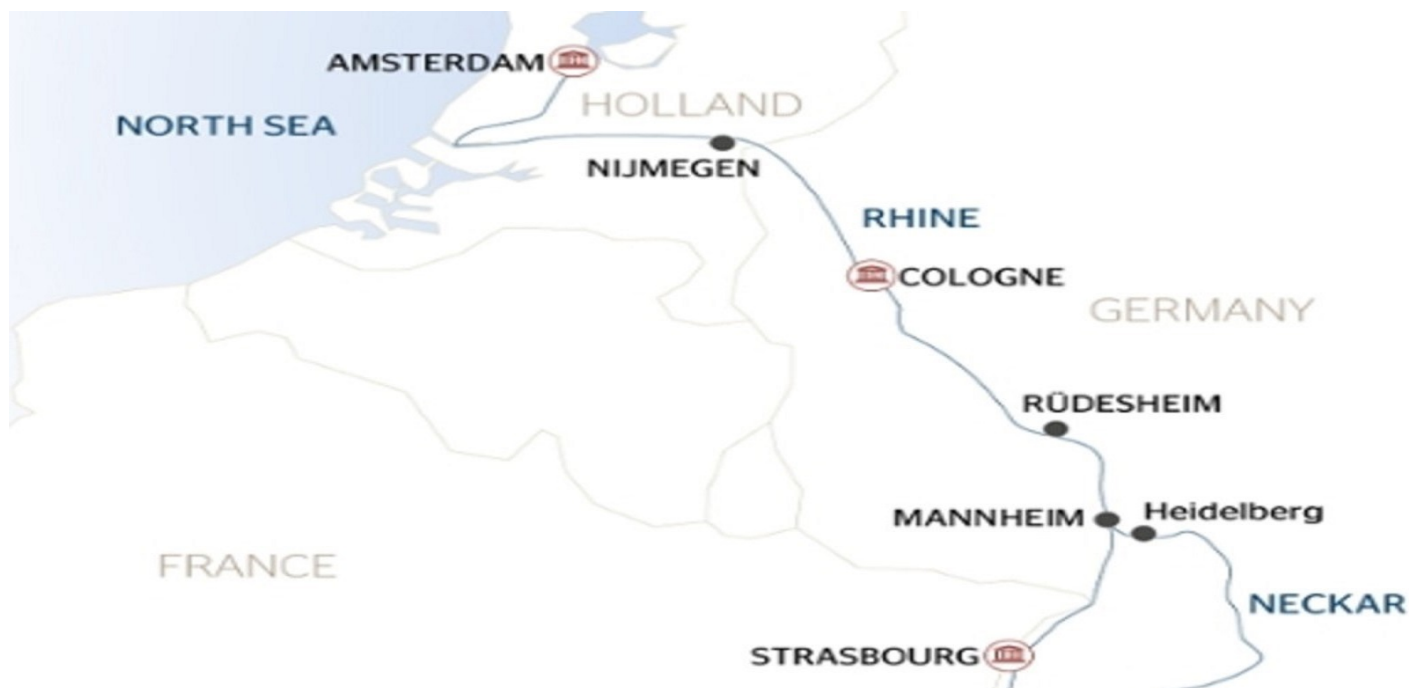 AMSTERDAM
HOLLAND
NORTH SEA
NIJMEGEN
RHINE
COLOGNE
GERMANY
RÜDESHEIM
MANNHEIM
Heidelberg
FRANCE
NECKAR
STRASBOURG